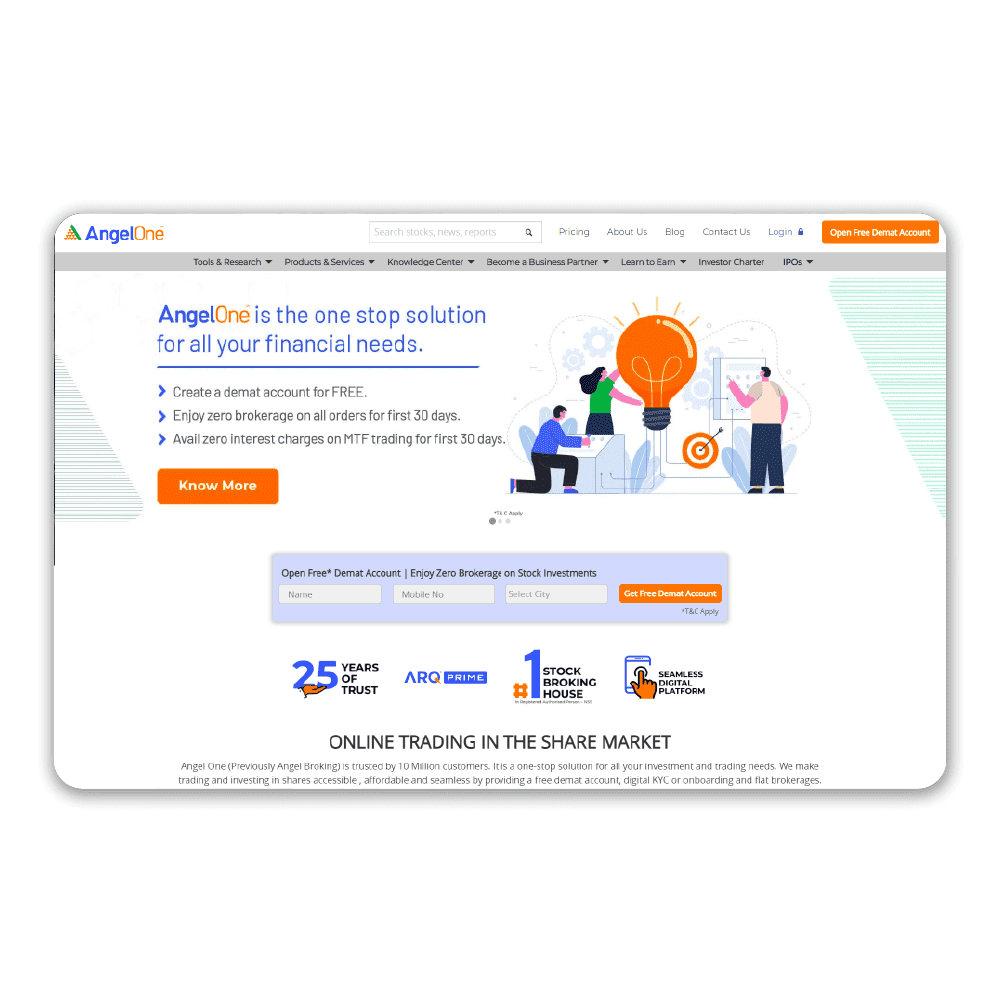 AngelOne
Search stocks, news, reports
Pricing
About Us
Blog
Contact Us
Login
Open Free Demat Account
Tools & Research
Products & Services
Knowledge Center
Become a Business Partner
Learn to Earn
Investor Charter
IPOs
AngelOne is the one stop solution
for all your financial needs.
Create a demat account for FREE.
Enjoy zero brokerage on all orders for first 30 days.
Avail zero interest charges on MTF trading for first 30 days.
Know More
*T&C Apply
Open Free* Demat Account | Enjoy Zero Brokerage on Stock Investments
Name
Mobile No
Select City
Get Free Demat Account
*T&C Apply
25 YEARS
OF
TRUST
ARQ PRIME
#1 STOCK
BROKING
HOUSE
in Registered Authorised Person - NSE
SEAMLESS
DIGITAL
PLATFORM
ONLINE TRADING IN THE SHARE MARKET
Angel One (Previously Angel Broking) is trusted by 10 Million customers. It is a one-stop solution for all your investment and trading needs. We make
trading and investing in shares accessible , affordable and seamless by providing a free demat account, digital KYC or onboarding and flat brokerages.